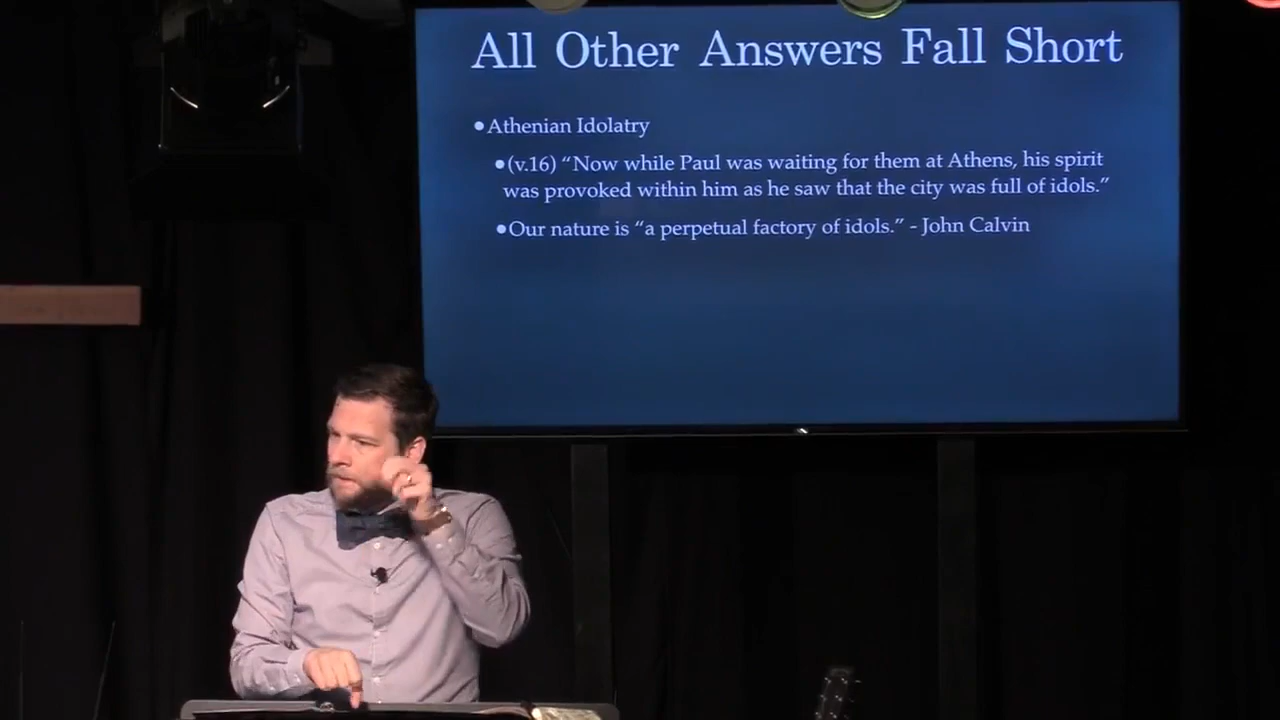 All Other Answers Fall Short
•Athenian Idolatry
•(v.16) “Now while Paul was waiting for them at Athens, his spirit
was provoked within him as he saw that the city was full of idols.”
•Our nature is “a perpetual factory of idols.” - John Calvin